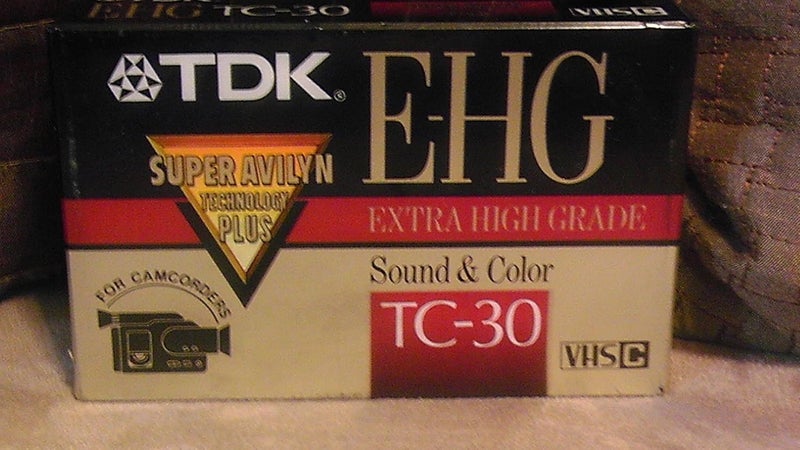 EHG TC-30 VHS C
TDK®
E-HG
SUPER AVILYN
TECHNOLOGY
PLUS
EXTRA HIGH GRADE
FOR CAMCORDERS
Sound & Color
TC-30
VHS C